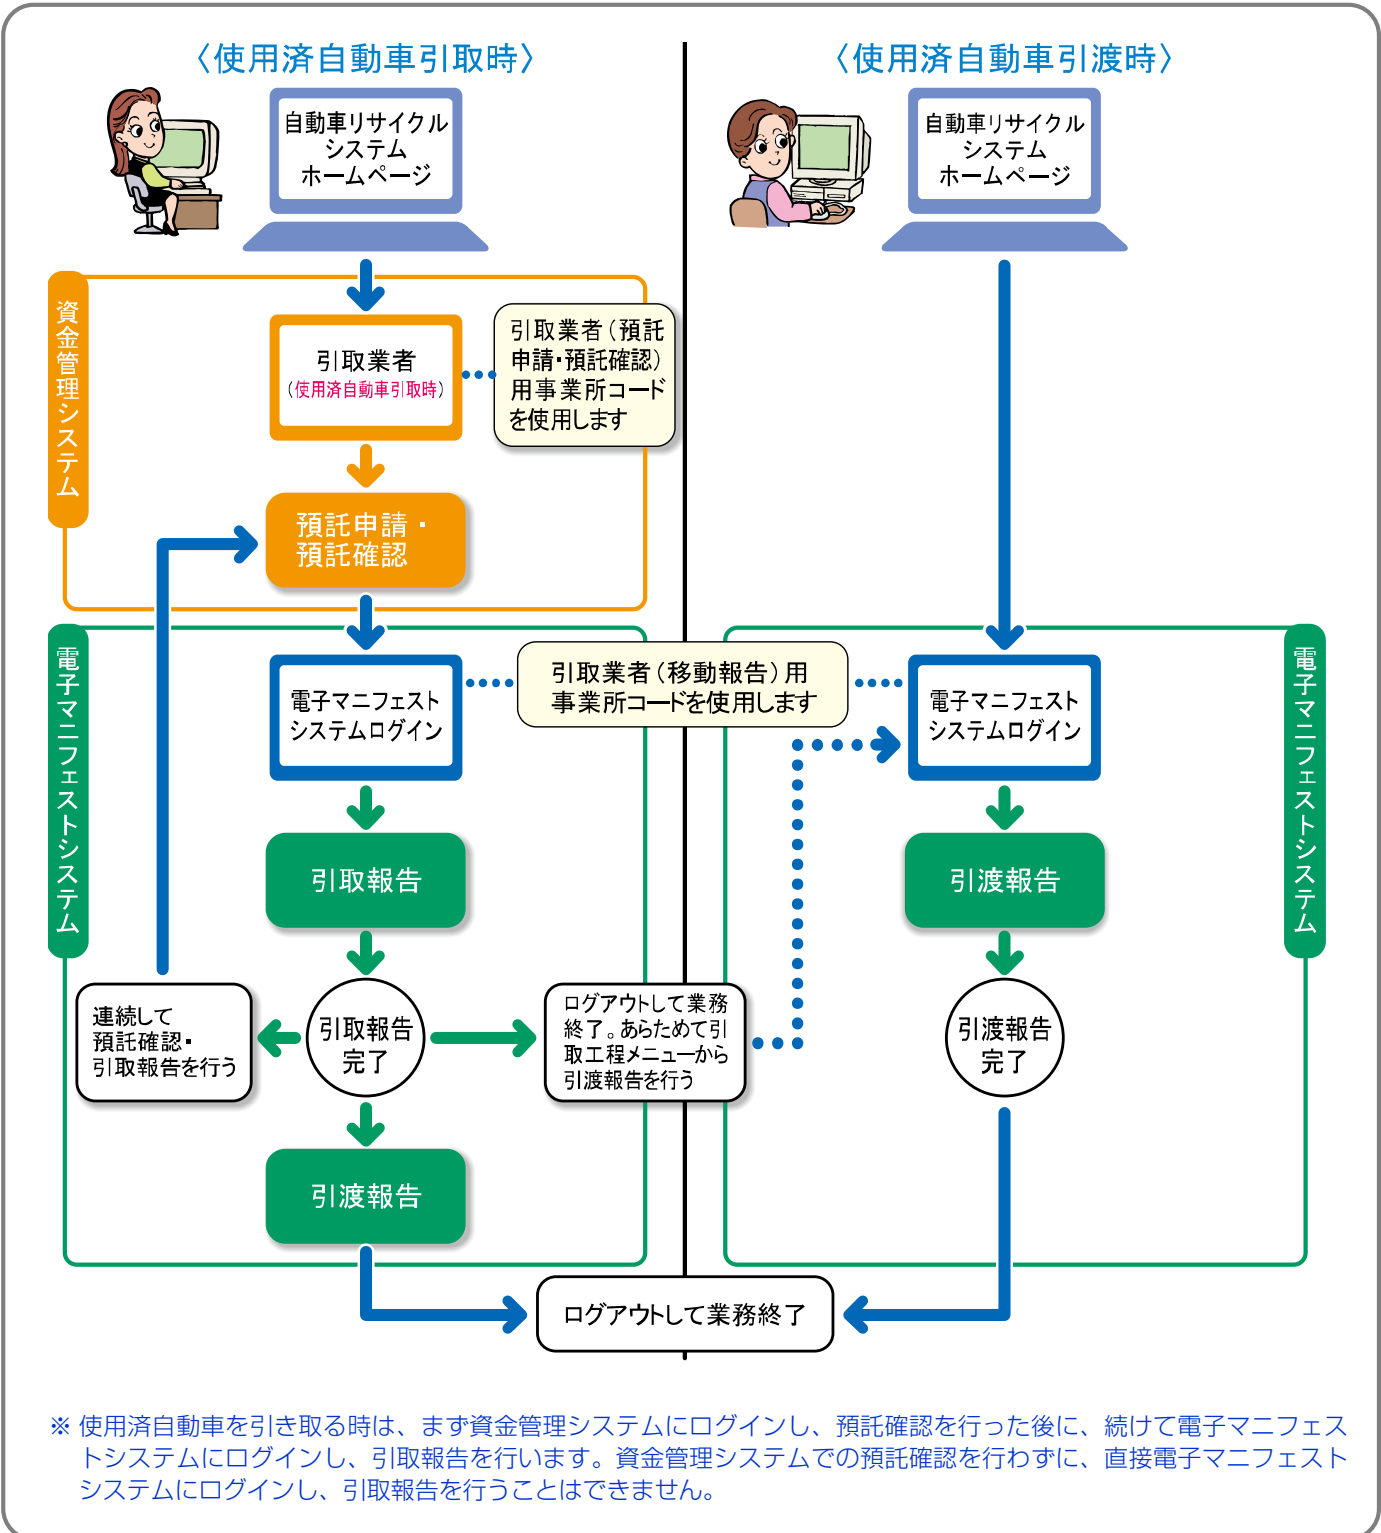 〈使用済自動車引取時〉
自動車リサイクル
システム
ホームページ
資金管理システム
引取業者
（使用済自動車引取時）
引取業者（預託
申請・預託確認）
用事業所コード
を使用します
預託申請・
預託確認
電子マニフェストシステム
電子マニフェスト
システムログイン
引取業者（移動報告）用
事業所コードを使用します
引取報告
引取報告
完了
連続して
預託確認・
引取報告を行う
ログアウトして業務
終了。あらためて引
取工程メニューから
引渡報告を行う
引渡報告
〈使用済自動車引渡時〉
自動車リサイクル
システム
ホームページ
電子マニフェストシステム
電子マニフェスト
システムログイン
引渡報告
引渡報告
完了
ログアウトして業務終了
※ 使用済自動車を引き取る時は、まず資金管理システムにログインし、預託確認を行った後に、続けて電子マニフェス
トシステムにログインし、引取報告を行います。資金管理システムでの預託確認を行わずに、直接電子マニフェスト
システムにログインし、引取報告を行うことはできません。